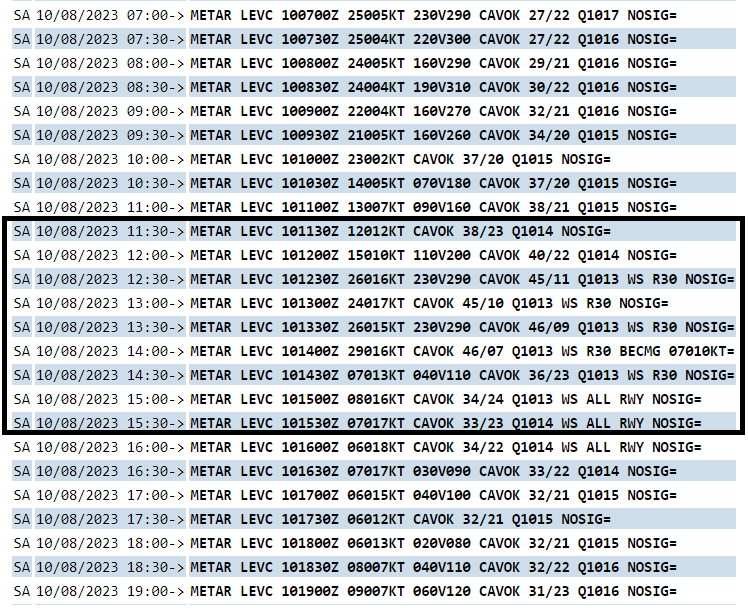 SA 10/08/2023 07:00-> METAR LEVC 100700Z 25005KT 230V290 CAVOK 27/22 Q1017 NOSIG=
SA 10/08/2023 07:30-> METAR LEVC 100730Z 25004KT 220V300 CAVOK 27/22 Q1016 NOSIG=
SA 10/08/2023 08:00-> METAR LEVC 100800Z 24005KT 160V290 CAVOK 29/21 Q1016 NOSIG=
SA 10/08/2023 08:30-> METAR LEVC 100830Z 24004KT 190V310 CAVOK 30/22 Q1016 NOSIG=
SA 10/08/2023 09:00-> METAR LEVC 100900Z 22004KT 160V270 CAVOK 32/21 Q1016 NOSIG=
SA 10/08/2023 09:30-> METAR LEVC 100930Z 21005KT 160V260 CAVOK 34/20 Q1015 NOSIG=
SA 10/08/2023 10:00-> METAR LEVC 101000Z 23002KT CAVOK 37/20 Q1015 NOSIG=
SA 10/08/2023 10:30-> METAR LEVC 101030Z 14005KT 070V180 CAVOK 37/20 Q1015 NOSIG=
SA 10/08/2023 11:00-> METAR LEVC 101100Z 13007KT 090V160 CAVOK 38/21 Q1015 NOSIG=
SA 10/08/2023 11:30-> METAR LEVC 101130Z 12012KT CAVOK 38/23 Q1014 NOSIG=
SA 10/08/2023 12:00-> METAR LEVC 101200Z 15010KT 110V200 CAVOK 40/22 Q1014 NOSIG=
SA 10/08/2023 12:30-> METAR LEVC 101230Z 26016KT 230V290 CAVOK 45/11 Q1013 WS R30 NOSIG=
SA 10/08/2023 13:00-> METAR LEVC 101300Z 24017KT CAVOK 45/10 Q1013 WS R30 NOSIG=
SA 10/08/2023 13:30-> METAR LEVC 101330Z 26015KT 230V290 CAVOK 46/09 Q1013 WS R30 NOSIG=
SA 10/08/2023 14:00-> METAR LEVC 101400Z 29016KT CAVOK 46/07 Q1013 WS R30 BECMG 07010KT=
SA 10/08/2023 14:30-> METAR LEVC 101430Z 07013KT 040V110 CAVOK 36/23 Q1013 WS R30 NOSIG=
SA 10/08/2023 15:00-> METAR LEVC 101500Z 08016KT CAVOK 34/24 Q1013 WS ALL RWY NOSIG=
SA 10/08/2023 15:30-> METAR LEVC 101530Z 07017KT CAVOK 33/23 Q1014 WS ALL RWY NOSIG=
SA 10/08/2023 16:00-> METAR LEVC 101600Z 06018KT CAVOK 34/22 Q1014 WS ALL RWY NOSIG=
SA 10/08/2023 16:30-> METAR LEVC 101630Z 07017KT 030V090 CAVOK 33/22 Q1014 NOSIG=
SA 10/08/2023 17:00-> METAR LEVC 101700Z 06015KT 040V100 CAVOK 32/21 Q1015 NOSIG=
SA 10/08/2023 17:30-> METAR LEVC 101730Z 06012KT CAVOK 32/21 Q1015 NOSIG=
SA 10/08/2023 18:00-> METAR LEVC 101800Z 06013KT 020V080 CAVOK 32/21 Q1015 NOSIG=
SA 10/08/2023 18:30-> METAR LEVC 101830Z 08007KT 040V110 CAVOK 32/22 Q1016 NOSIG=
SA 10/08/2023 19:00-> METAR LEVC 101900Z 09007KT 060V120 CAVOK 31/23 Q1016 NOSIG=